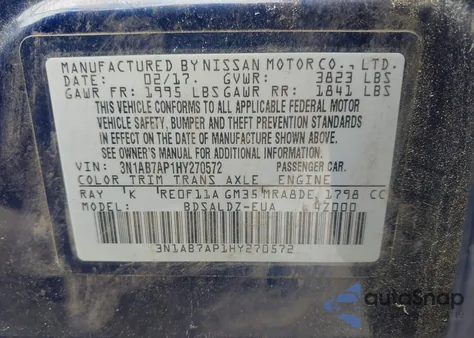 MANUFACTURED BY NISSAN MOTOR CO., LTD.
DATE: 02/17. GVWR: 3823 LBS
GAWR FR: 1995 LBS GAWR RR: 1841 LBS
THIS VEHICLE CONFORMS TO ALL APPLICABLE FEDERAL MOTOR
VEHICLE SAFETY, BUMPER AND THEFT PREVENTION STANDARDS
IN EFFECT ON THE DATE OF MANUFACTURE SHOWN ABOVE.
SEE OWNER'S MANUAL FOR ADDITIONAL INFORMATION.
VIN: 3N1AB7AP1HY270572 PASSENGER CAR.
COLOR TRIM TRANS AXLE ENGINE
RAY K RE0F11A GM35 MRA8DE 1798 CC
MODEL: BDSALDZ-EUA
3N1AB7AP1HY270572
autoSnap